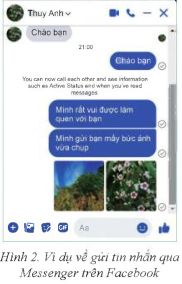 Thuy Anh
Chào bạn
21:00
Chào bạn
You can now call each other and see information
such as Active Status and when you've read
messages
Mình rất vui được làm
quen với bạn
Mình gửi bạn mấy bức ảnh
vừa chụp
GIF
Aa
Hình 2. Ví dụ về gửi tin nhắn qua
Messenger trên Facebook